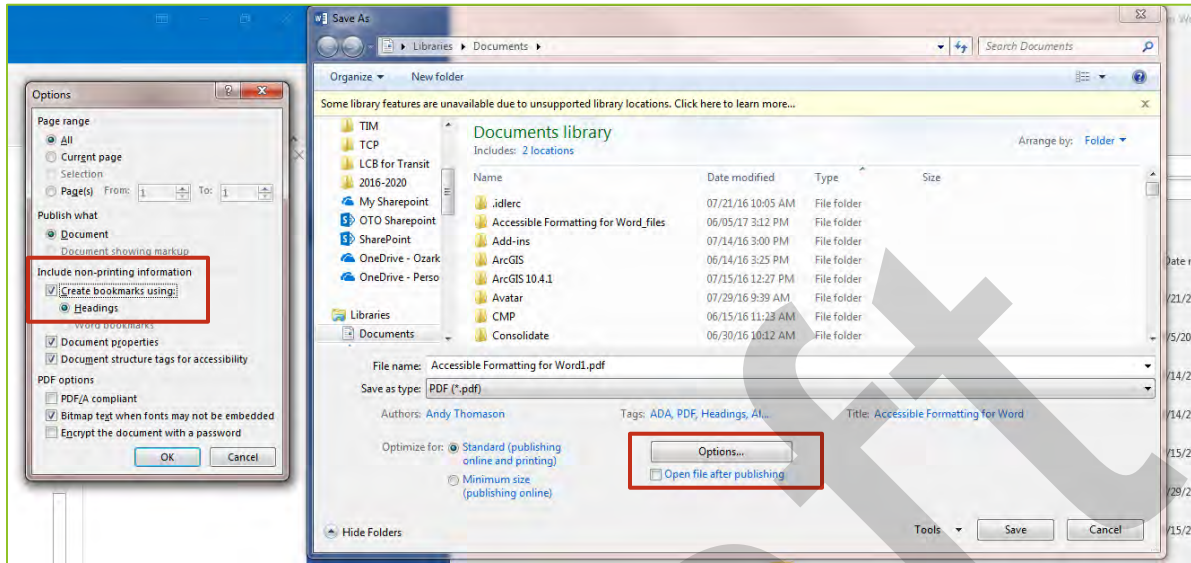 Options
Page range
All
Current page
Selection
Page(s) From: 1 To: 1
Publish what
Document
Document showing markup
Include non-printing information
Create bookmarks using:
Headings
Word bookmarks
Document properties
Document structure tags for accessibility
PDF options
PDF/A compliant
Bitmap text when fonts may not be embedded
Encrypt the document with a password
OK Cancel
Save As
Libraries Documents Search Documents
Organize New folder
Some library features are unavailable due to unsupported library locations. Click here to learn more...
TIM
TCP
LCB for Transit
2016-2020
My Sharepoint
OTO Sharepoint
SharePoint
OneDrive - Ozark
OneDrive - Perso
Libraries
Documents
Documents library
Includes: 2 locations
Arrange by: Folder
Name Date modified Type Size
.idlerc 07/21/16 10:05 AM File folder
Accessible Formatting for Word_files 06/05/17 3:12 PM File folder
Add-ins 07/14/16 3:00 PM File folder
ArcGIS 06/14/16 3:25 PM File folder
ArcGIS 10.4.1 07/15/16 12:27 PM File folder
Avatar 07/29/16 9:39 AM File folder
CMP 06/15/16 11:23 AM File folder
Consolidate 06/30/16 10:12 AM File folder
File name: Accessible Formatting for Word1.pdf
Save as type: PDF (*.pdf)
Authors: Andy Thomason Tags: ADA, PDF, Headings, Al... Title: Accessible Formatting for Word
Optimize for: Standard (publishing
online and printing)
Minimum size
(publishing online)
Options...
Open file after publishing
Hide Folders Tools Save Cancel